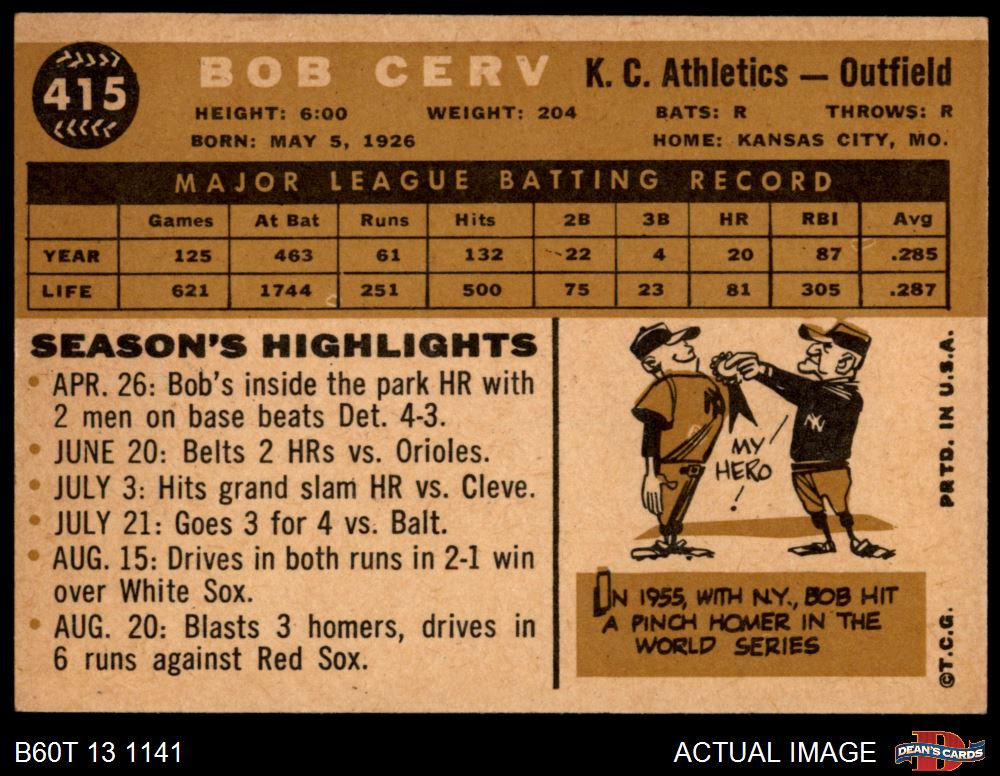 415
BOB CERV K. C. Athletics — Outfield
HEIGHT: 6:00 WEIGHT: 204 BATS: R THROWS: R
BORN: MAY 5, 1926 HOME: KANSAS CITY, MO.
MAJOR LEAGUE BATTING RECORD
Games At Bat Runs Hits 2B 3B HR RBI Avg
YEAR 125 463 61 132 22 4 20 87 .285
LIFE 621 1744 251 500 75 23 81 305 .287
SEASON'S HIGHLIGHTS
• APR. 26: Bob's inside the park HR with
2 men on base beats Det. 4-3.
• JUNE 20: Belts 2 HRs vs. Orioles.
• JULY 3: Hits grand slam HR vs. Cleve.
• JULY 21: Goes 3 for 4 vs. Balt.
• AUG. 15: Drives in both runs in 2-1 win
over White Sox.
• AUG. 20: Blasts 3 homers, drives in
6 runs against Red Sox.
NY
NY
MY
HERO
!
IN 1955, WITH N.Y., BOB HIT
A PINCH HOMER IN THE
WORLD SERIES
PRTD. IN U.S.A.
©T.C.G.
B60T 13 1141
ACTUAL IMAGE
D
DEAN'S CARDS